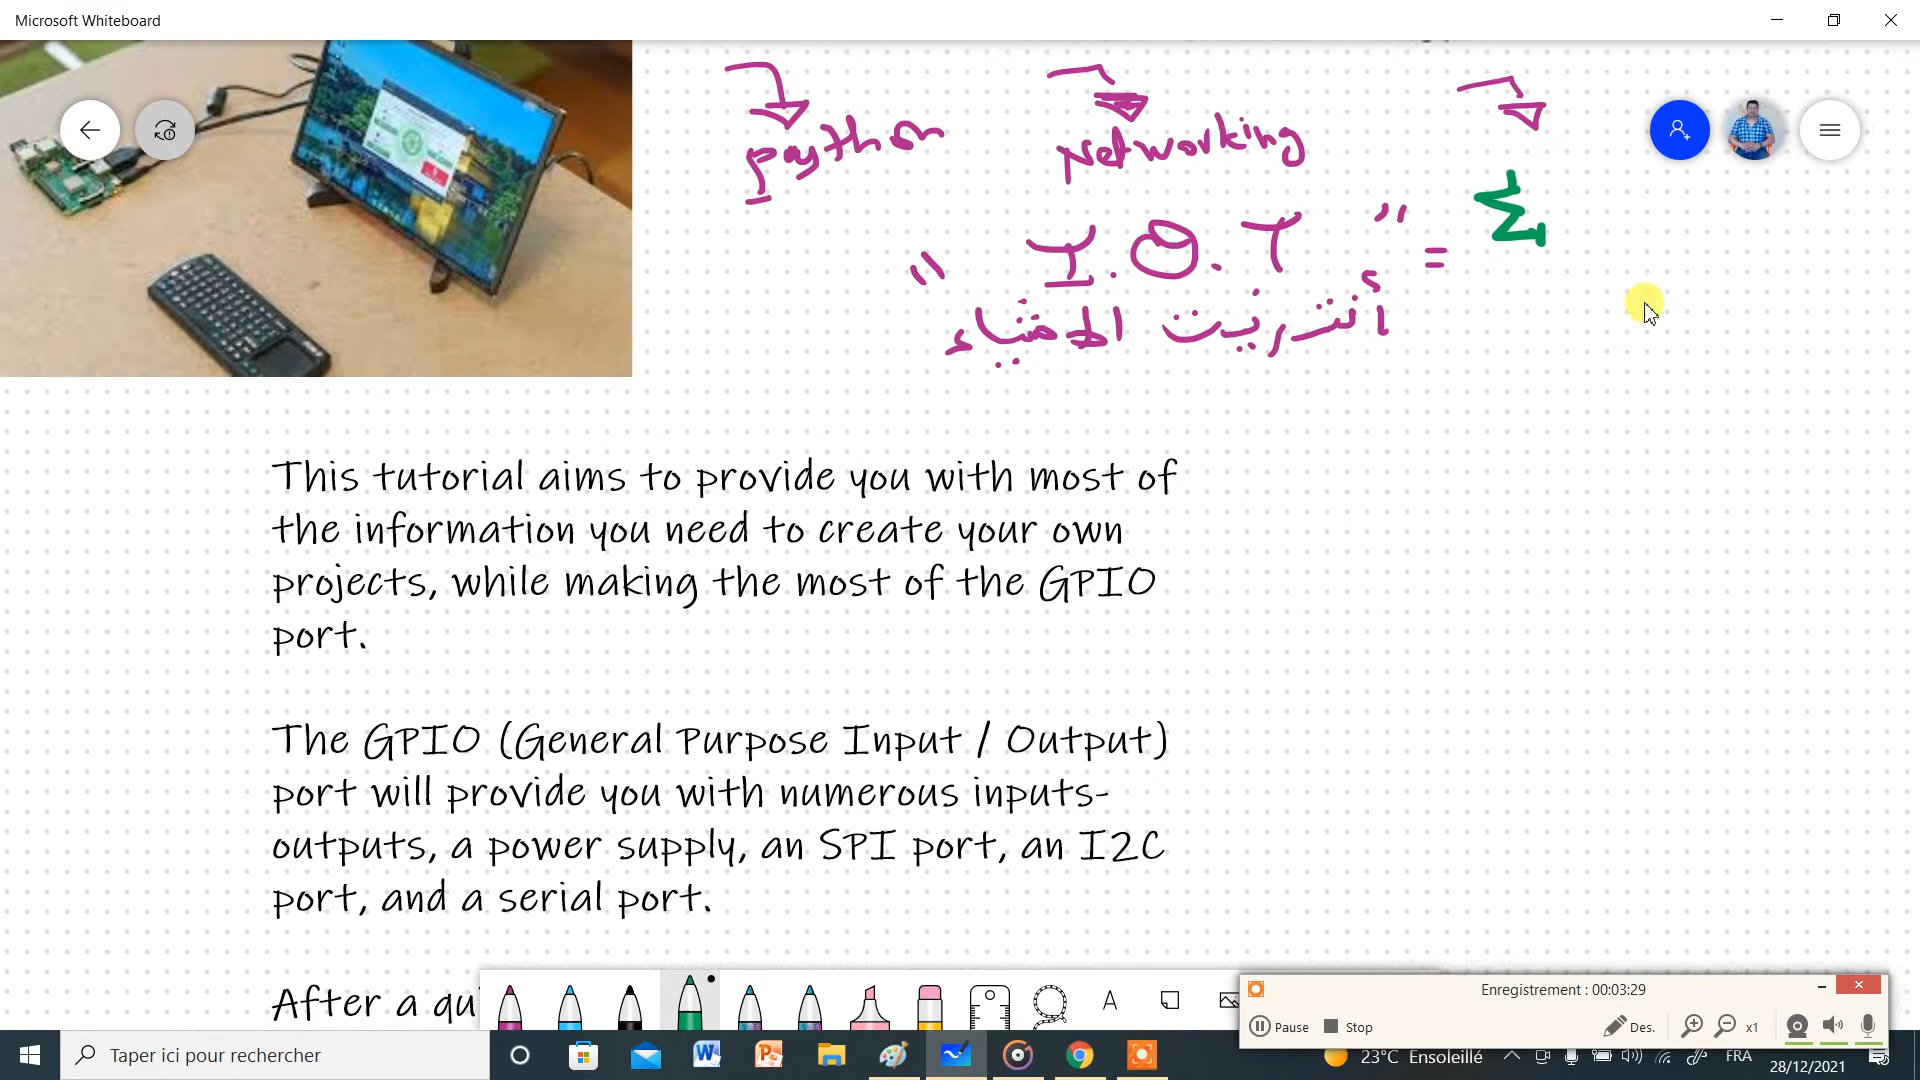 Microsoft Whiteboard
python
Networking
" I.O.T " = Σ
أنترنيت الأشياء
This tutorial aims to provide you with most of
the information you need to create your own
projects, while making the most of the GPIO
port.
The GPIO (General Purpose Input / Output)
port will provide you with numerous inputs-
outputs, a power supply, an SPI port, an I2C
port, and a serial port.
After a qu
Enregistrement : 00:03:29
Pause
Stop
Des.
x1
Taper ici pour rechercher
23°C Ensoleillé
FRA
28/12/2021